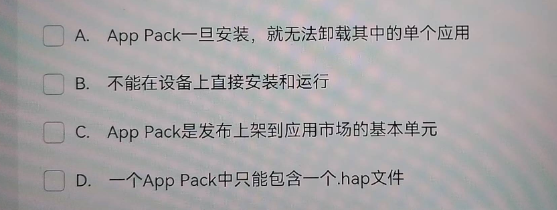 A. App Pack一旦安装，就无法卸载其中的单个应用
B. 不能在设备上直接安装和运行
C. App Pack是发布上架到应用市场的基本单元
D. 一个App Pack中只能包含一个.hap文件